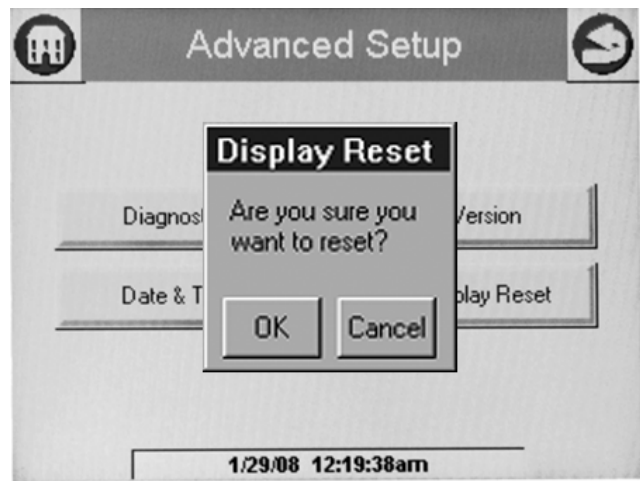 Advanced Setup
Display Reset
Are you sure you
want to reset?
OK
Cancel
Diagnos
Version
Date & T
play Reset
1/29/08 12:19:38am